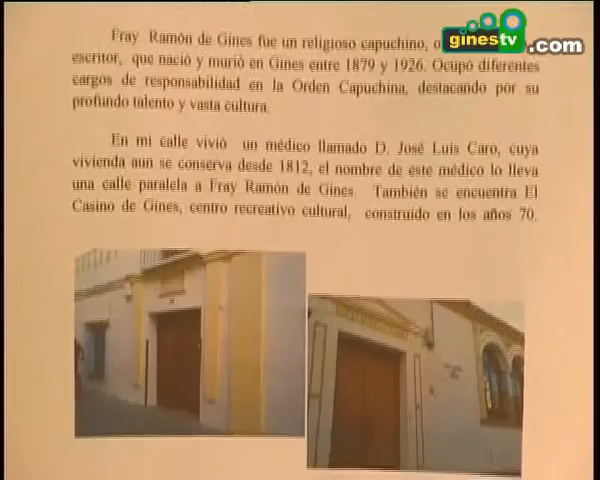 Fray Ramón de Gines fue un religioso capuchino,
ginestv.com
escritor, que nació y murió en Gines entre 1879 y 1926. Ocupó diferentes
cargos de responsabilidad en la Orden Capuchina, destacando por su
profundo talento y vasta cultura.
En mi calle vivió un médico llamado D. José Luis Caro, cuya
vivienda aun se conserva desde 1812, el nombre de este médico lo lleva
una calle paralela a Fray Ramón de Gines. También se encuentra El
Casino de Gines, centro recreativo cultural, construido en los años 70.